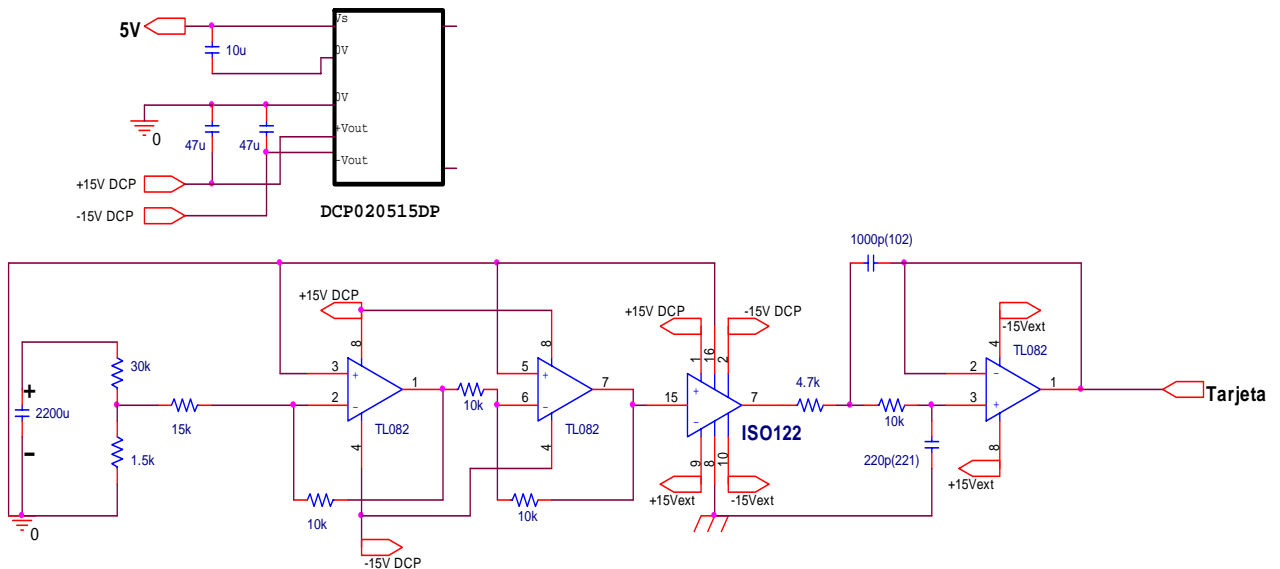 5V
10u
Vs
0V
0V
+Vout
-Vout
0
47u
47u
+15V DCP
-15V DCP
DCP020515DP
1000p(102)
+15V DCP
+15V DCP
-15V DCP
-15Vext
8
8
1
16
2
4
TL082
30k
3
+
1
5
+
7
+
4.7k
2
-
1
Tarjeta
+
2200u
-
15k
2
-
10k
6
-
15
-
7
ISO122
10k
3
+
TL082
TL082
1.5k
4
4
9
8
10
220p(221)
8
+15Vext
+15Vext
-15Vext
10k
10k
0
-15V DCP